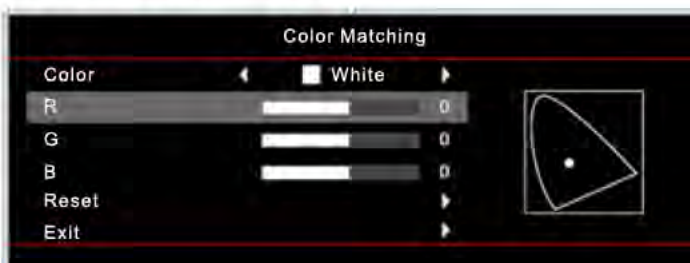 Color Matching
Color White
R 0
G 0
B 0
Reset
Exit